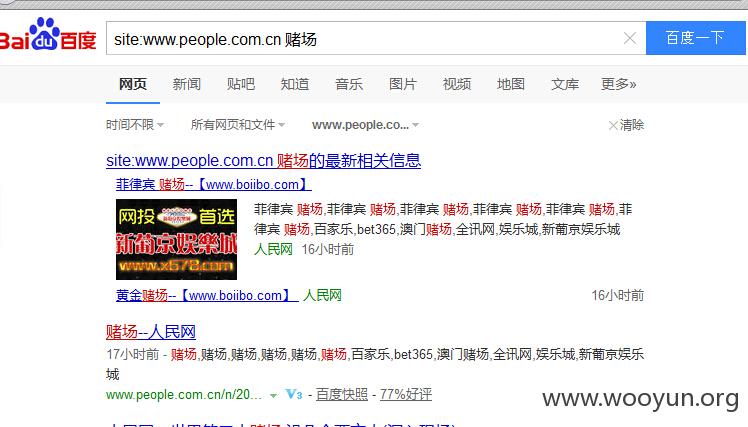 Bai du 百度
site:www.people.com.cn 赌场
百度一下
网页 新闻 贴吧 知道 音乐 图片 视频 地图 文库 更多»
时间不限 所有网页和文件 www.people.co... 清除
site:www.people.com.cn 赌场的最新相关信息
菲律宾 赌场--【www.boiibo.com】
网投 首选
新葡京娱樂城
www.x678.com
菲律宾 赌场,菲律宾 赌场,菲律宾 赌场,菲律宾 赌场,菲律宾 赌场,菲
律宾 赌场,百家乐,bet365,澳门赌场,全讯网,娱乐城,新葡京娱乐城
人民网 16小时前
黄金赌场--【www.boiibo.com】 人民网 16小时前
赌场--人民网
17小时前 - 赌场,赌场,赌场,赌场,赌场,赌场,百家乐,bet365,澳门赌场,全讯网,娱乐城,新葡京娱乐
城
www.people.com.cn/n/20... V3 - 百度快照 - 77%好评
www.wooyun.org